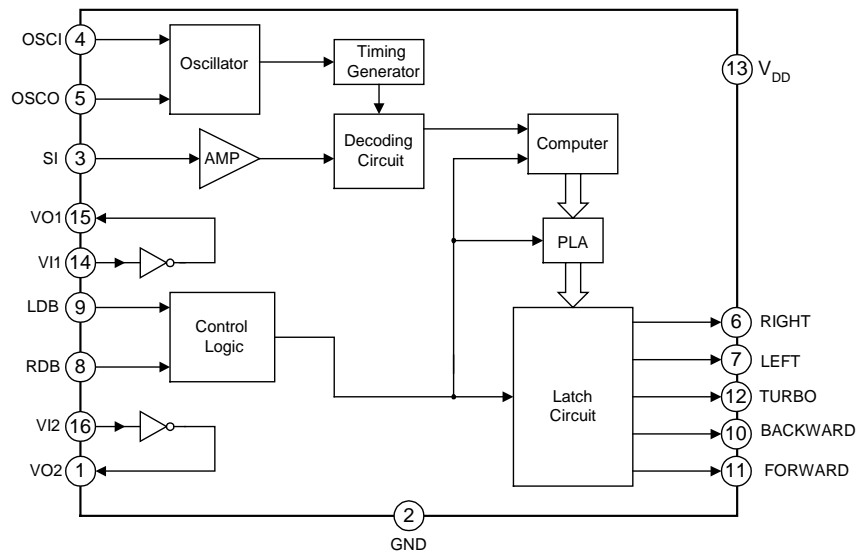 OSCI
4
Oscillator
Timing
Generator
13
V_DD
OSCO
5
SI
3
AMP
Decoding
Circuit
Computer
VO1
15
PLA
VI1
14
LDB
9
Control
Logic
RDB
8
Latch
Circuit
6
RIGHT
7
LEFT
12
TURBO
10
BACKWARD
11
FORWARD
VI2
16
VO2
1
2
GND